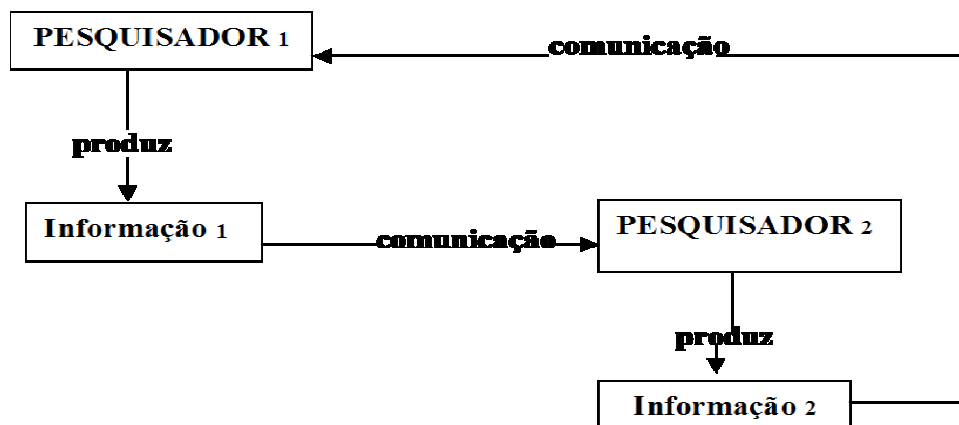 PESQUISADOR 1
comunicação
produz
Informação 1
comunicação
PESQUISADOR 2
produz
Informação 2